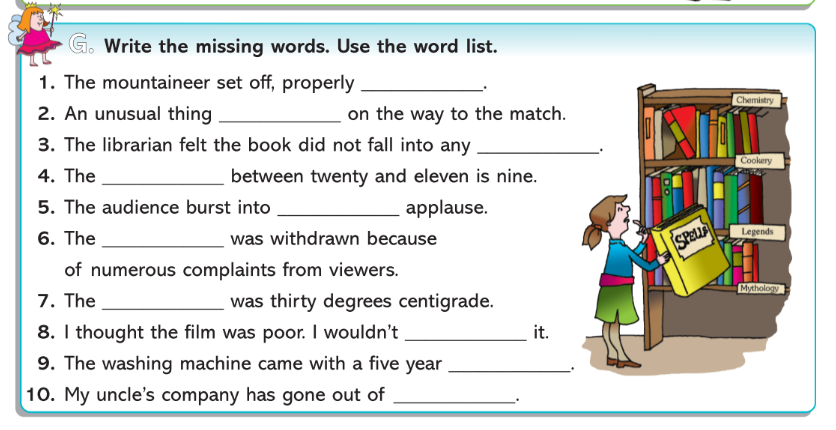 G. Write the missing words. Use the word list.
1. The mountaineer set off, properly ____________.
2. An unusual thing ____________ on the way to the match.
3. The librarian felt the book did not fall into any ____________.
4. The ____________ between twenty and eleven is nine.
5. The audience burst into ____________ applause.
6. The ____________ was withdrawn because
of numerous complaints from viewers.
7. The ____________ was thirty degrees centigrade.
8. I thought the film was poor. I wouldn't ____________ it.
9. The washing machine came with a five year ____________.
10. My uncle's company has gone out of ____________.
Chemistry
Cookery
Legends
Mythology
SPELLS